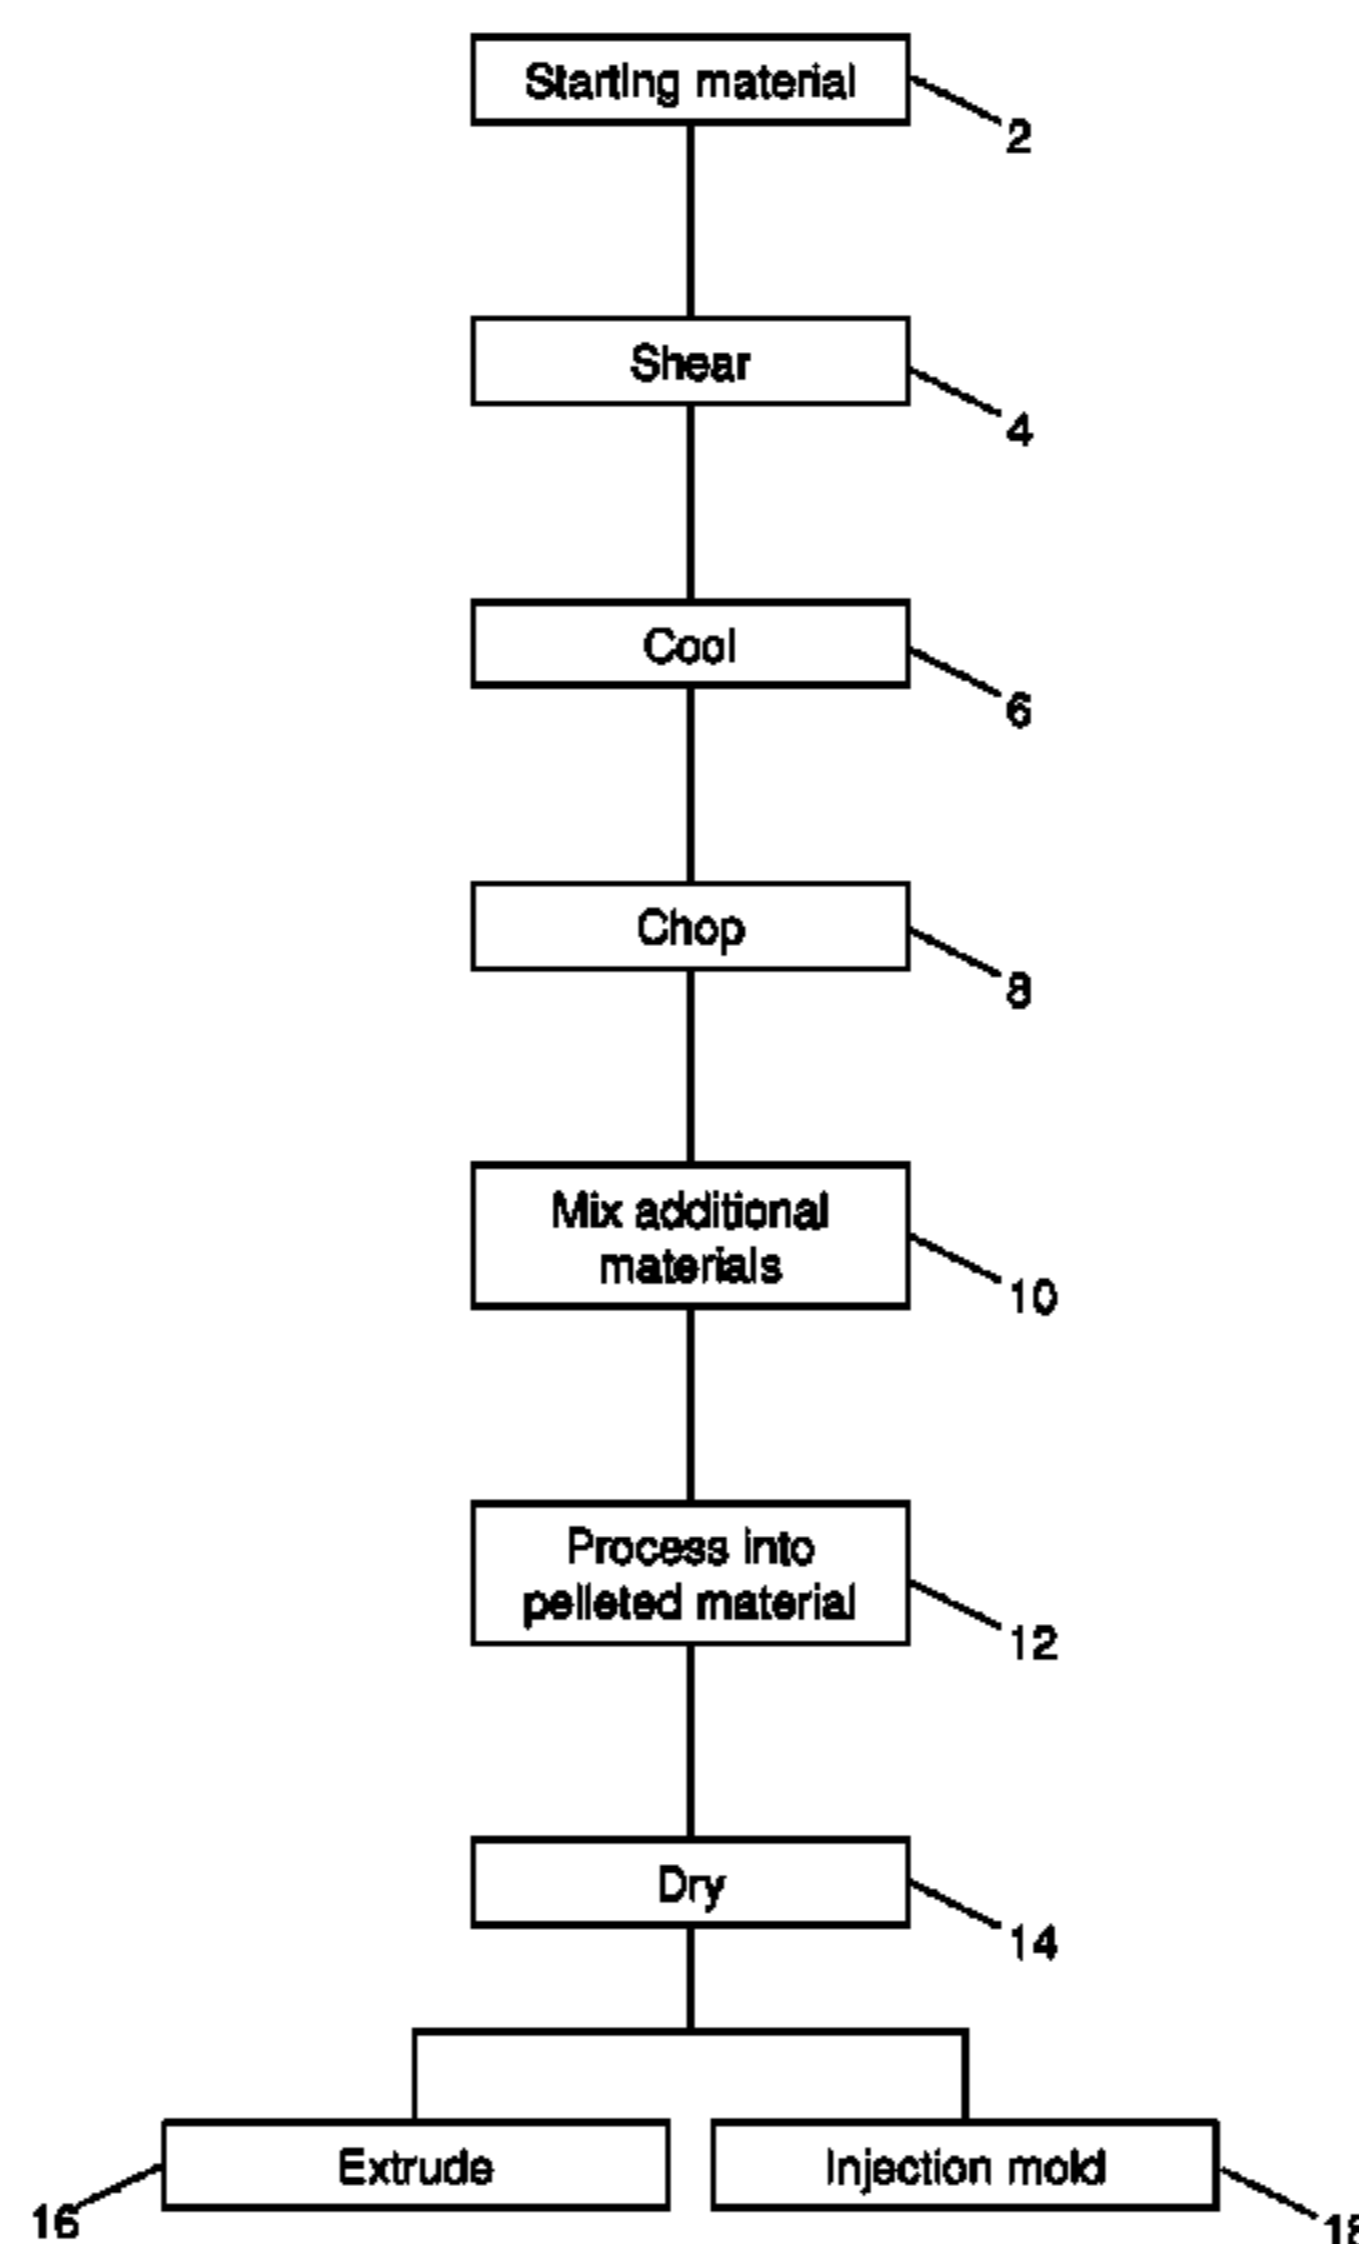 Starting material
2
Shear
4
Cool
6
Chop
8
Mix additional
materials
10
Process into
pelleted material
12
Dry
14
Extrude
Injection mold
16
18